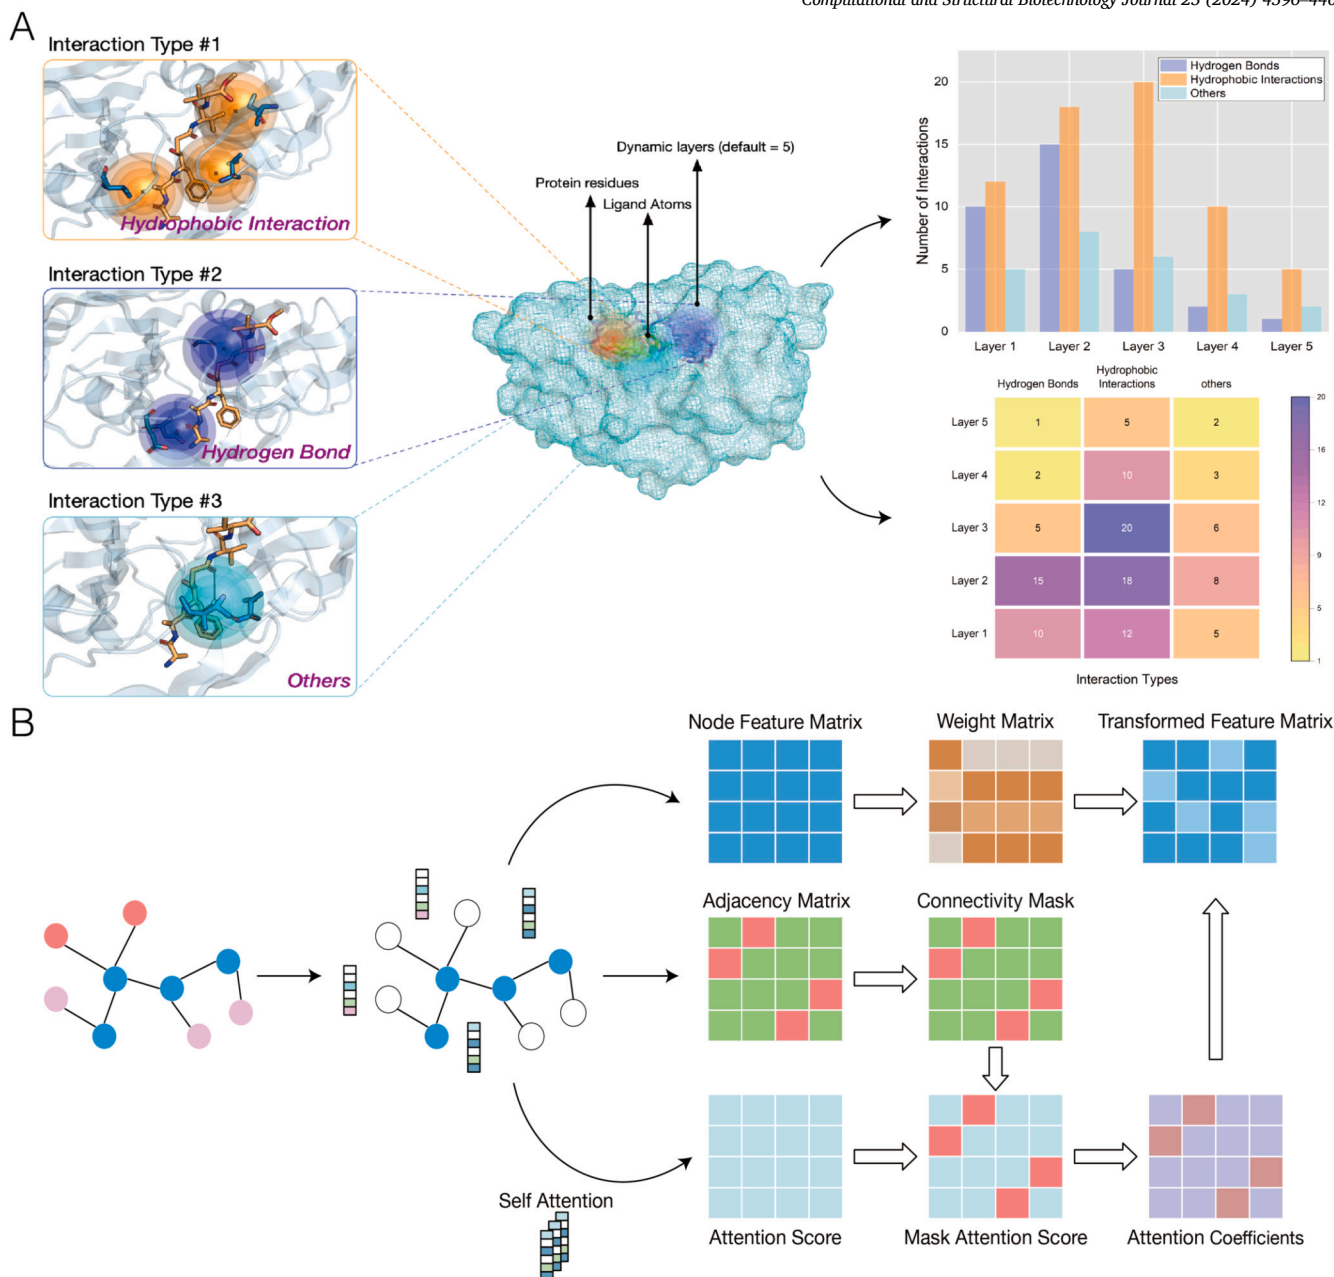 Computational and Structural Biotechnology Journal 23 (2024)
A
Interaction Type #1
Hydrophobic Interaction
Interaction Type #2
Hydrogen Bond
Interaction Type #3
Others
Dynamic layers (default = 5)
Protein residues
Ligand Atoms
Hydrogen Bonds
Hydrophobic Interactions
Others
Number of Interactions
20
15
10
5
0
Layer 1
Layer 2
Layer 3
Layer 4
Layer 5
Hydrogen Bonds
Hydrophobic
Interactions
others
Layer 5
1
5
2
Layer 4
2
10
3
Layer 3
5
20
6
Layer 2
15
18
8
Layer 1
10
12
5
Interaction Types
20
16
12
9
5
1
B
Node Feature Matrix
Weight Matrix
Transformed Feature Matrix
Adjacency Matrix
Connectivity Mask
Self Attention
Attention Score
Mask Attention Score
Attention Coefficients